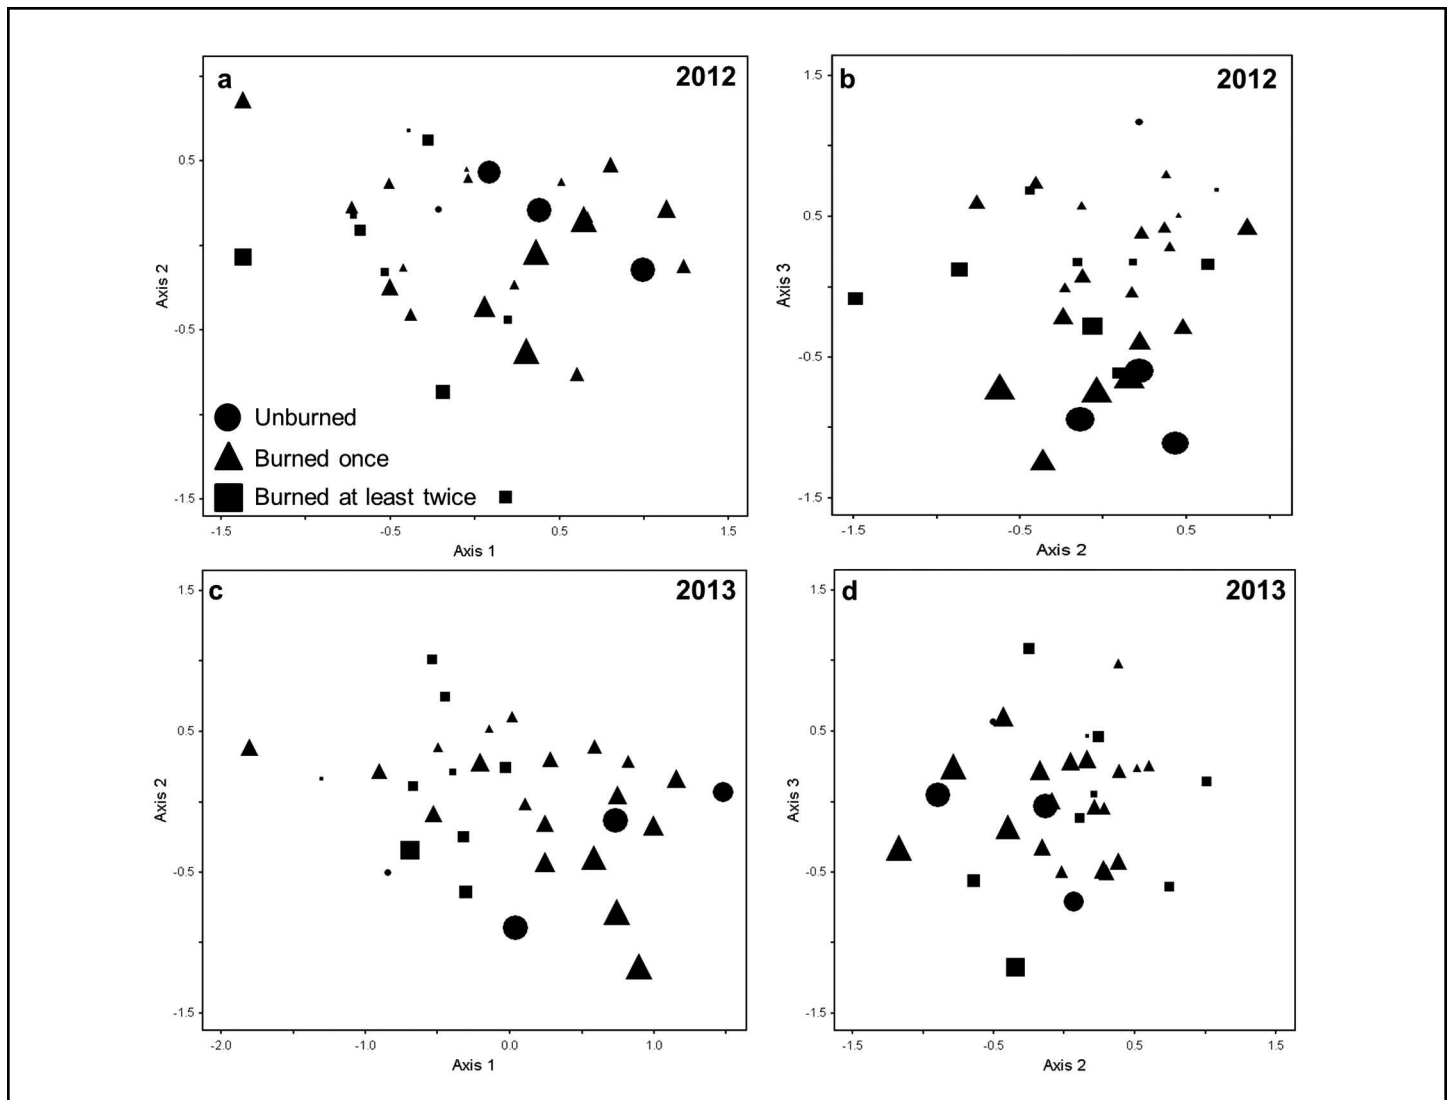 a 2012
0.5
-0.5
-1.5
Axis 2
Unburned
Burned once
Burned at least twice
-1.5 -0.5 0.5 1.5
Axis 1
b 2012
1.5
0.5
-0.5
-1.5
Axis 3
-1.5 -0.5 0.5
Axis 2
c 2013
1.5
0.5
-0.5
-1.5
Axis 2
-2.0 -1.0 0.0 1.0
Axis 1
d 2013
1.5
0.5
-0.5
-1.5
Axis 3
-1.5 -0.5 0.5 1.5
Axis 2